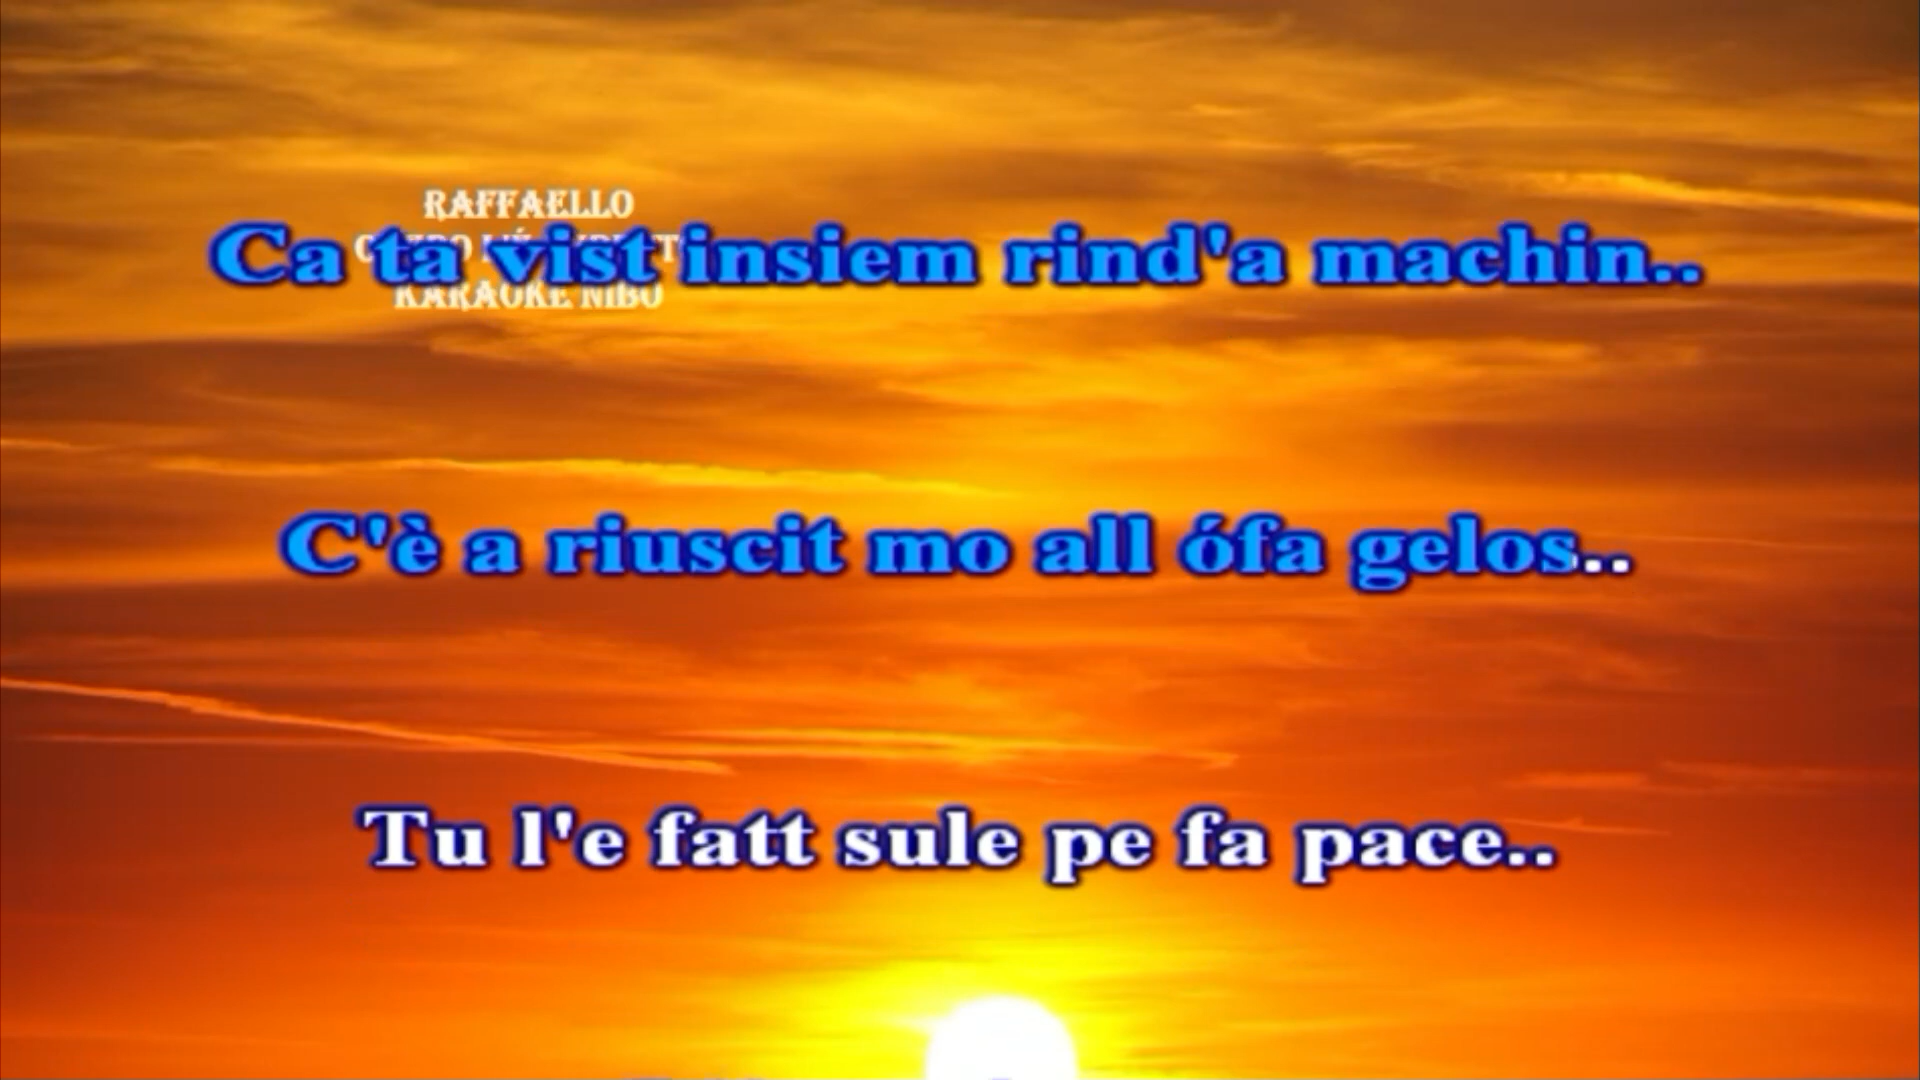 RAFFAELLO
Ca ta vist insiem rind'a machin..
KARAOKE NIBO
C'è a riuscit mo all ófa gelos..
Tu l'e fatt sule pe fa pace..